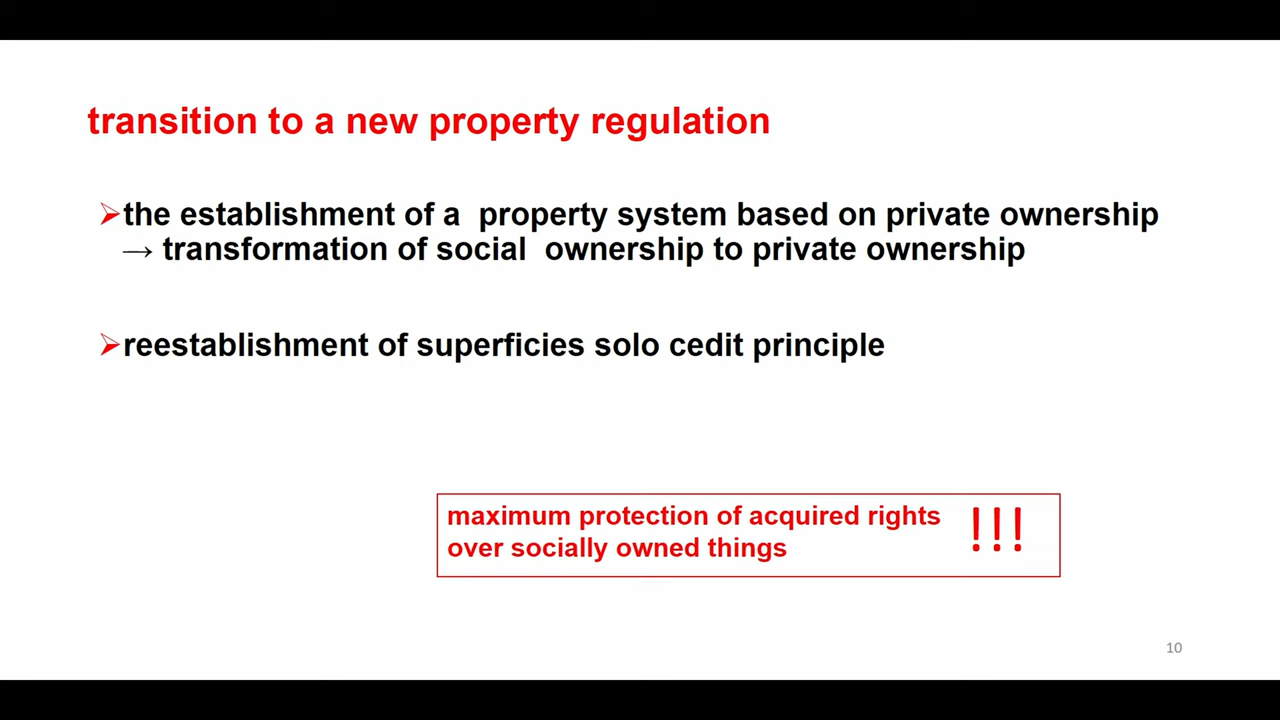 transition to a new property regulation
➢the establishment of a  property system based on private ownership
→ transformation of social  ownership to private ownership
➢reestablishment of superficies solo cedit principle
maximum protection of acquired rights
over socially owned things
!!!
10